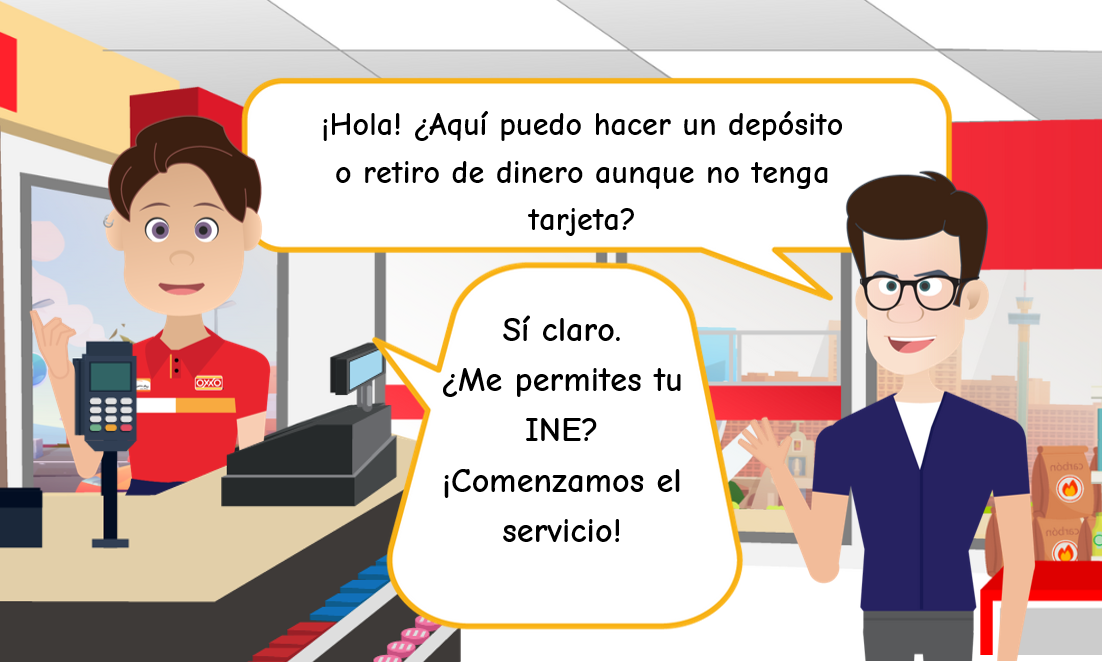 ¡Hola! ¿Aquí puedo hacer un depósito
o retiro de dinero aunque no tenga
tarjeta?
Sí claro.
¿Me permites tu
INE?
¡Comenzamos el
servicio!
OXXO
carbón
carbón